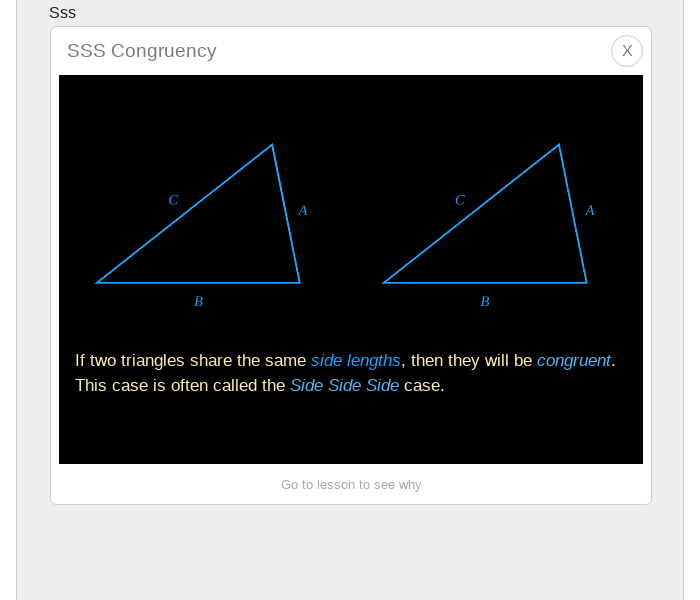 Sss
SSS Congruency
X
C
A
B
C
A
B
If two triangles share the same side lengths, then they will be congruent.
This case is often called the Side Side Side case.
Go to lesson to see why